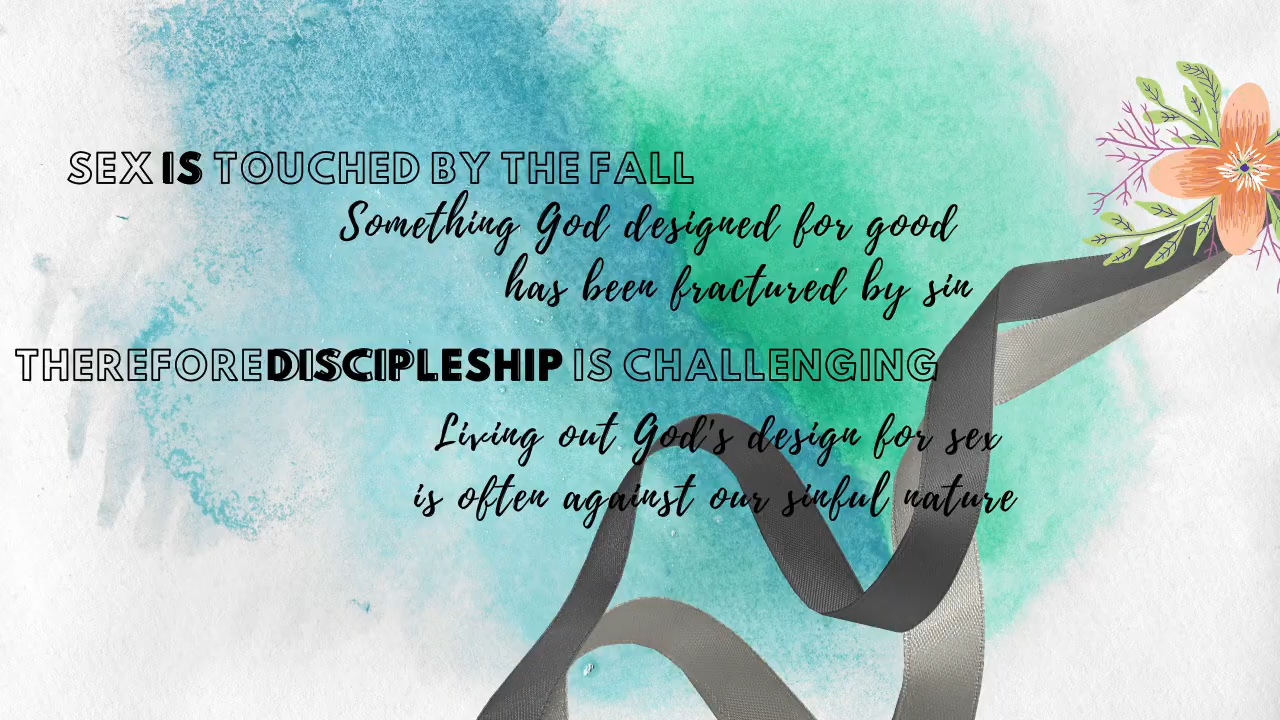 SEX IS TOUCHED BY THE FALL
Something God designed for good
has been fractured by sin
THEREFORE DISCIPLESHIP IS CHALLENGING
Living out God's design for sex
is often against our sinful nature